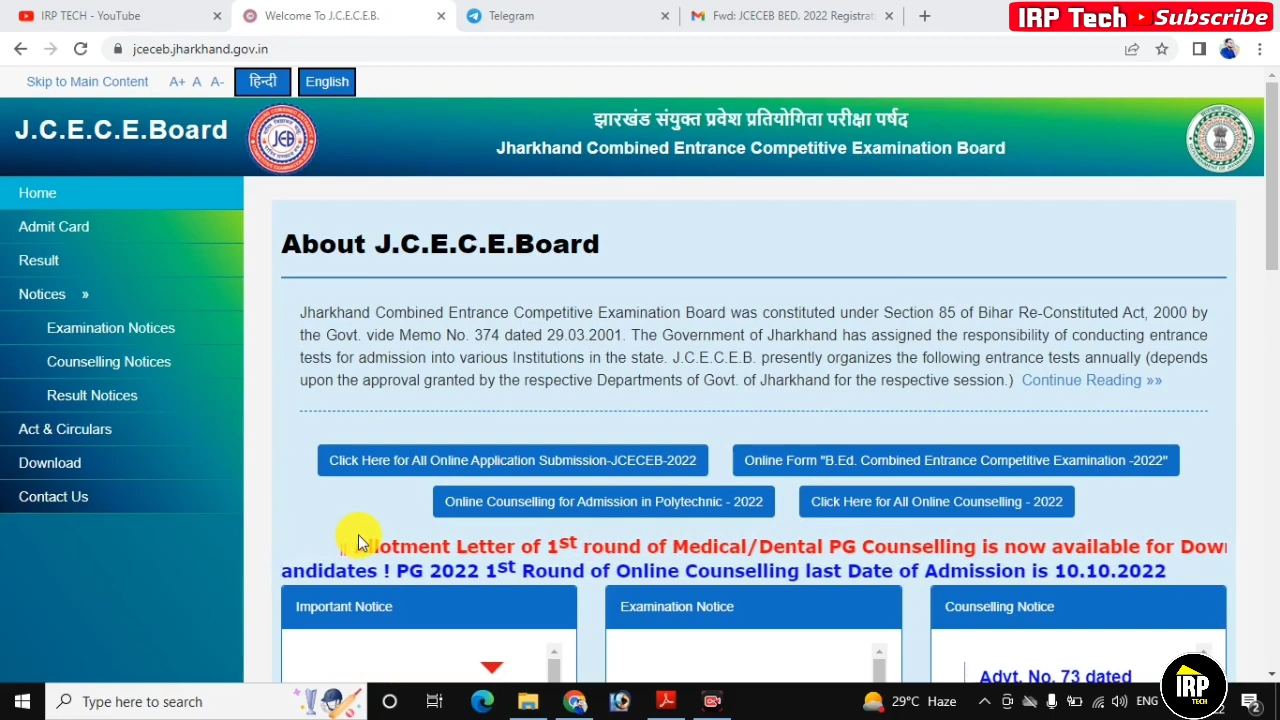 IRP TECH - YouTube
Welcome To J.C.E.C.E.B.
Telegram
Fwd: JCECEB BED. 2022 Registrat
IRP Tech Subscribe
jceceb.jharkhand.gov.in
Skip to Main Content A+ A A- हिन्दी English
J.C.E.C.E.Board
JEB
झारखंड संयुक्त प्रवेश प्रतियोगिता परीक्षा पर्षद
Jharkhand Combined Entrance Competitive Examination Board
Home
Admit Card
Result
Notices »
Examination Notices
Counselling Notices
Result Notices
Act & Circulars
Download
Contact Us
About J.C.E.C.E.Board
Jharkhand Combined Entrance Competitive Examination Board was constituted under Section 85 of Bihar Re-Constituted Act, 2000 by
the Govt. vide Memo No. 374 dated 29.03.2001. The Government of Jharkhand has assigned the responsibility of conducting entrance
tests for admission into various Institutions in the state. J.C.E.C.E.B. presently organizes the following entrance tests annually (depends
upon the approval granted by the respective Departments of Govt. of Jharkhand for the respective session.) Continue Reading »»
Click Here for All Online Application Submission-JCECEB-2022
Online Form "B.Ed. Combined Entrance Competitive Examination -2022"
Online Counselling for Admission in Polytechnic - 2022
Click Here for All Online Counselling - 2022
Allotment Letter of 1st round of Medical/Dental PG Counselling is now available for Dow
andidates ! PG 2022 1st Round of Online Counselling last Date of Admission is 10.10.2022
Important Notice
Examination Notice
Counselling Notice
Advt. No. 73 dated
Type here to search
29°C Haze
ENG
2
IRP
TECH